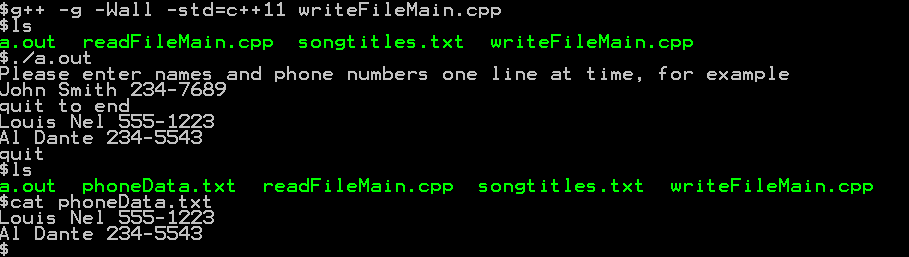 $g++ -g -Wall -std=c++11 writeFileMain.cpp
$ls
a.out  readFileMain.cpp  songtitles.txt  writeFileMain.cpp
$./a.out
Please enter names and phone numbers one line at time, for example
John Smith 234-7689
quit to end
Louis Nel 555-1223
Al Dante 234-5543
quit
$ls
a.out  phoneData.txt  readFileMain.cpp  songtitles.txt  writeFileMain.cpp
$cat phoneData.txt
Louis Nel 555-1223
Al Dante 234-5543
$